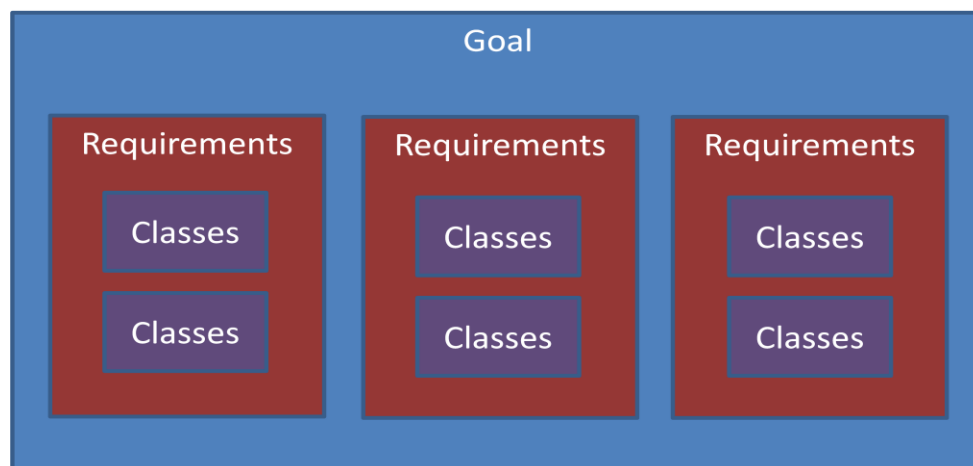 Goal
Requirements
Classes
Classes
Requirements
Classes
Classes
Requirements
Classes
Classes